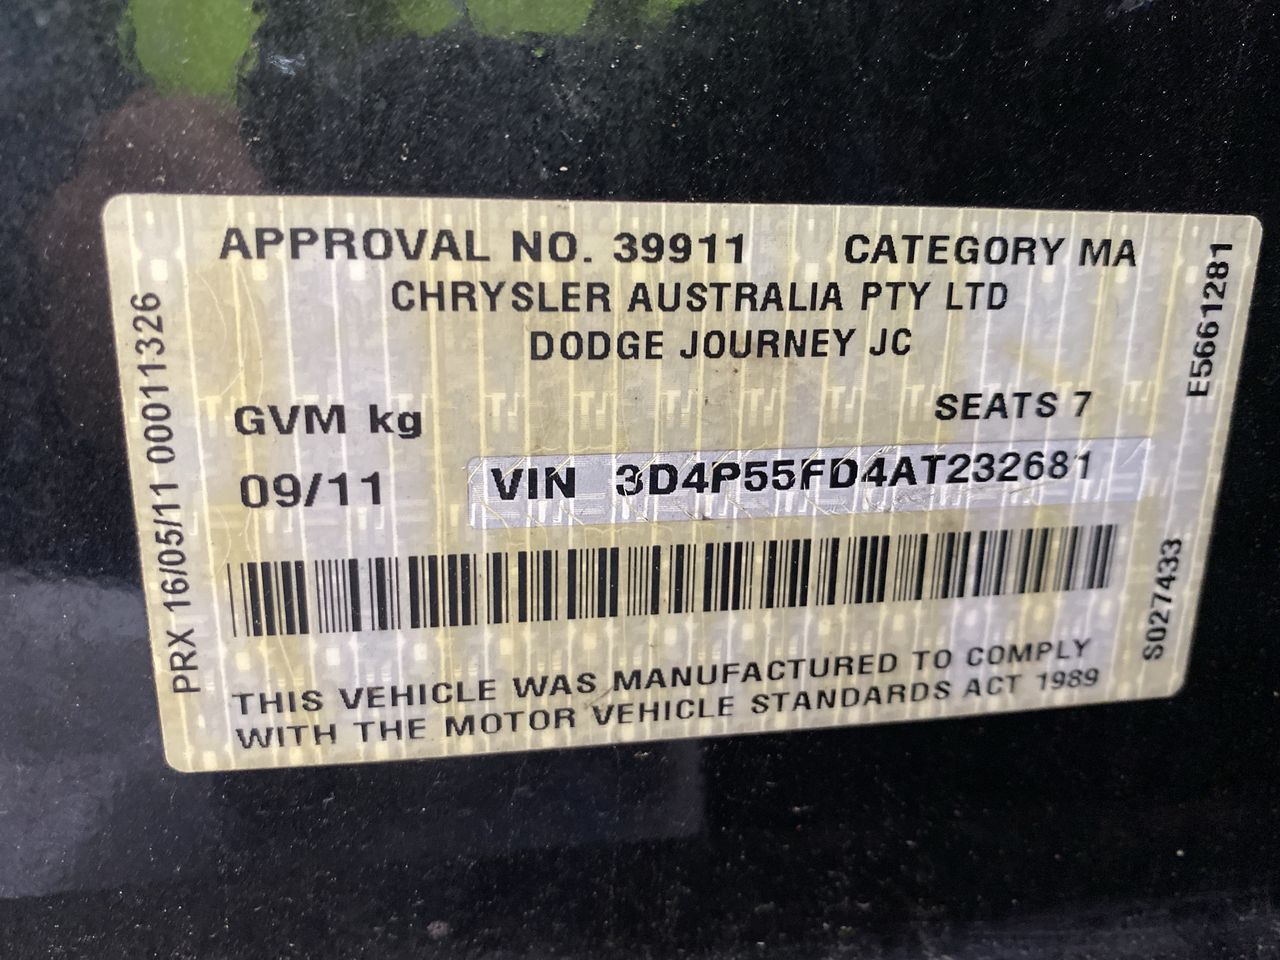 APPROVAL NO. 39911 CATEGORY MA
CHRYSLER AUSTRALIA PTY LTD
DODGE JOURNEY JC
GVM kg SEATS 7
09/11 VIN 3D4P55FD4AT232681
THIS VEHICLE WAS MANUFACTURED TO COMPLY
WITH THE MOTOR VEHICLE STANDARDS ACT 1989
PRX 16/05/11 00011326
E5661281
S027433